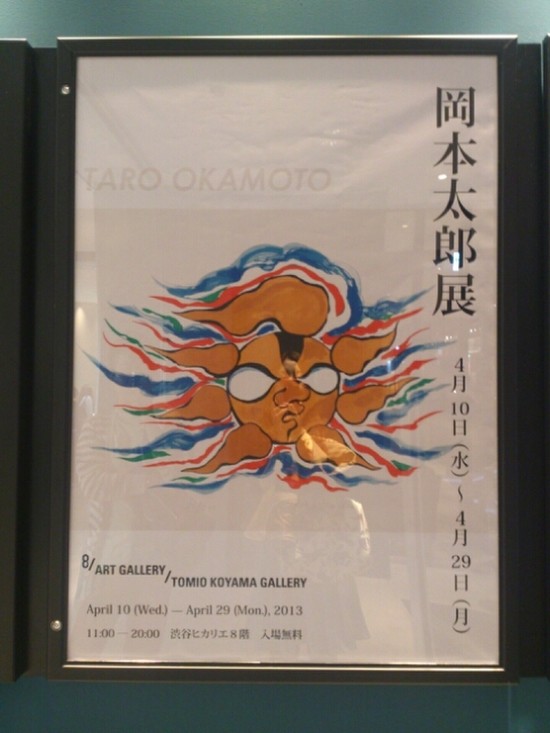 岡本太郎展
4月10日(水)～4月29日(月)
TARO OKAMOTO
8/ART GALLERY/TOMIO KOYAMA GALLERY
April 10 (Wed.) — April 29 (Mon.), 2013
11:00 — 20:00 渋谷ヒカリエ8階 入場無料